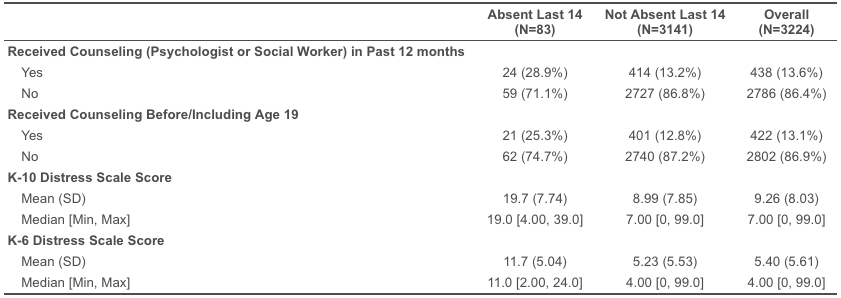 Absent Last 14 Not Absent Last 14 Overall
(N=83) (N=3141) (N=3224)
Received Counseling (Psychologist or Social Worker) in Past 12 months
Yes 24 (28.9%) 414 (13.2%) 438 (13.6%)
No 59 (71.1%) 2727 (86.8%) 2786 (86.4%)
Received Counseling Before/Including Age 19
Yes 21 (25.3%) 401 (12.8%) 422 (13.1%)
No 62 (74.7%) 2740 (87.2%) 2802 (86.9%)
K-10 Distress Scale Score
Mean (SD) 19.7 (7.74) 8.99 (7.85) 9.26 (8.03)
Median [Min, Max] 19.0 [4.00, 39.0] 7.00 [0, 99.0] 7.00 [0, 99.0]
K-6 Distress Scale Score
Mean (SD) 11.7 (5.04) 5.23 (5.53) 5.40 (5.61)
Median [Min, Max] 11.0 [2.00, 24.0] 4.00 [0, 99.0] 4.00 [0, 99.0]